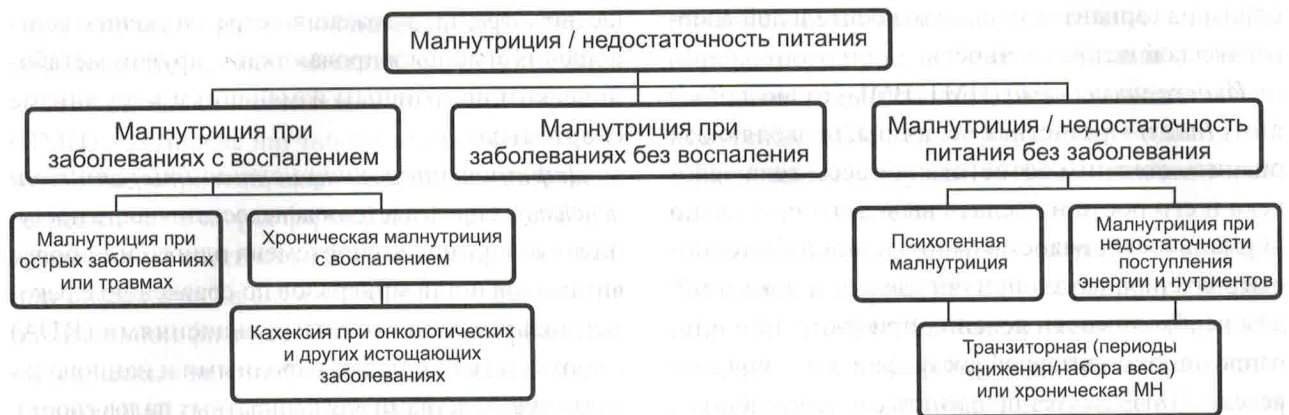 Малнутриция / недостаточность питания
Малнутриция при
заболеваниях с воспалением
Малнутриция при
заболеваниях без воспаления
Малнутриция / недостаточность
питания без заболевания
Малнутриция при
острых заболеваниях
или травмах
Хроническая малнутриция
с воспалением
Кахексия при онкологических
и других истощающих
заболеваниях
Психогенная
малнутриция
Малнутриция при
недостаточности
поступления
энергии и нутриентов
Транзиторная (периоды
снижения/набора веса)
или хроническая МН